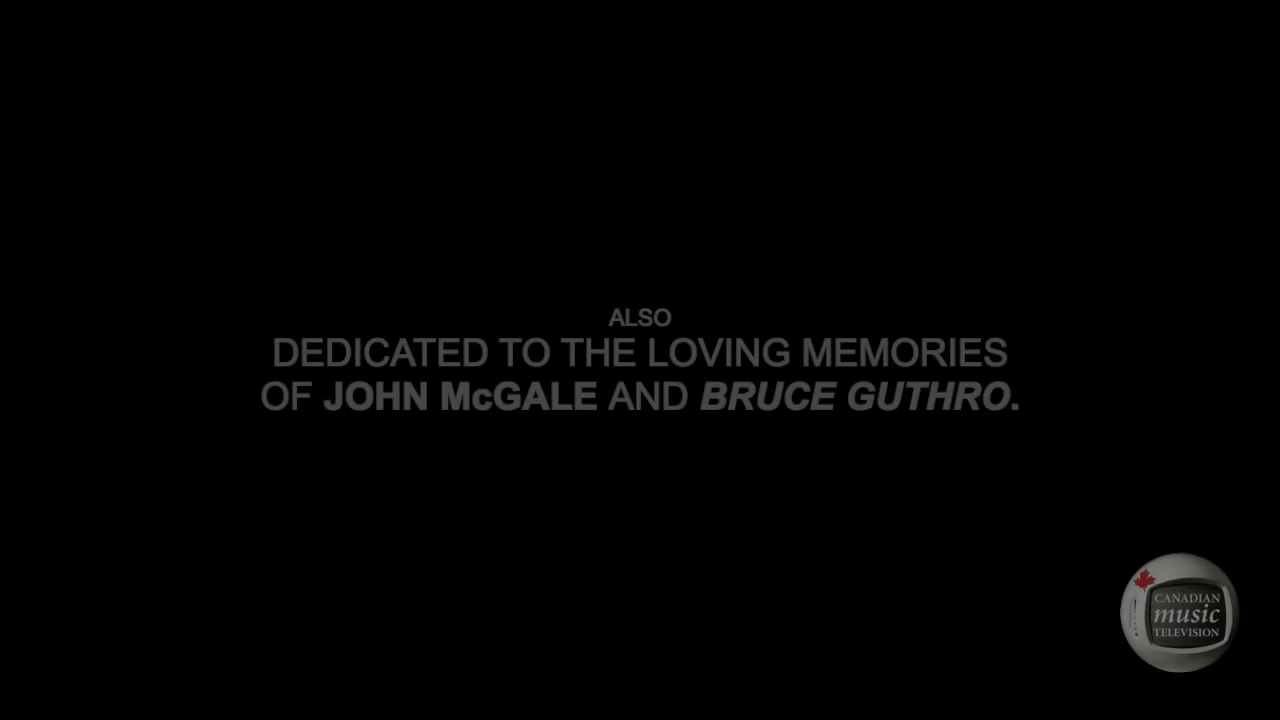 ALSO
DEDICATED TO THE LOVING MEMORIES
OF JOHN McGALE AND BRUCE GUTHRO.
CANADIAN
music
TELEVISION